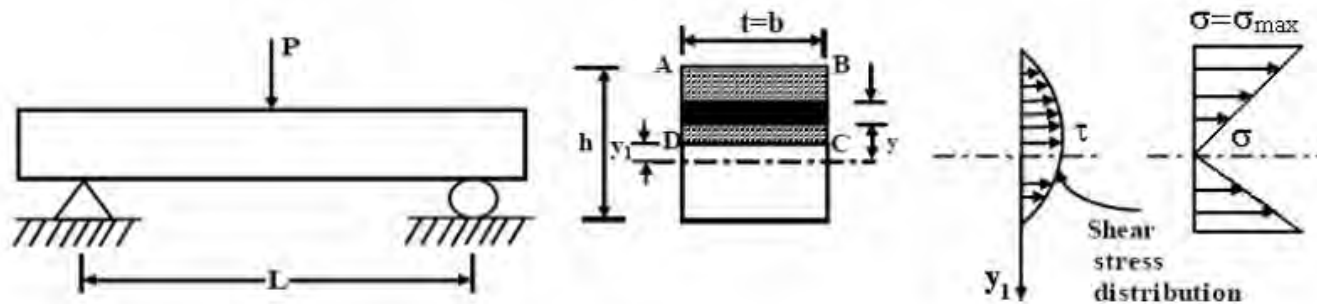 P
L
t=b
A
B
h
y₁
D
C
y
τ
Shear
stress
distribution
y₁
σ=σmax
σ